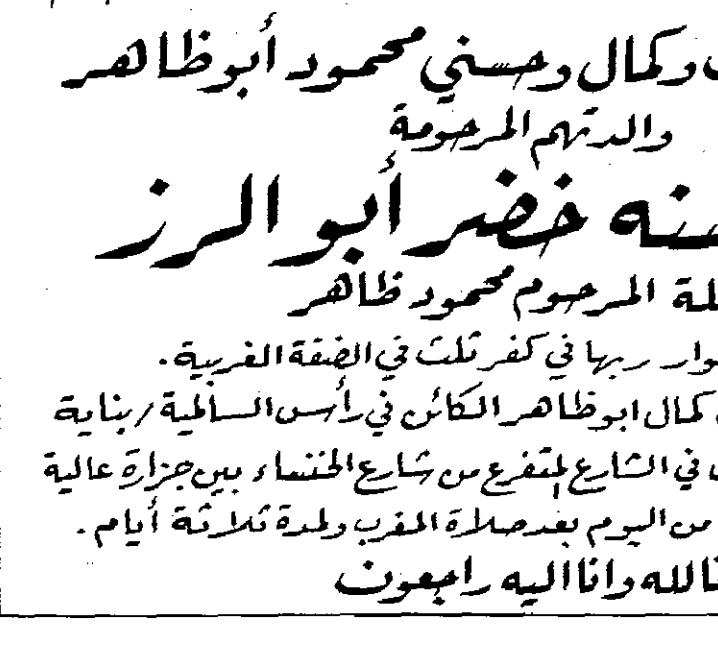 وكمال وحسني محمود أبوظاهر
والدتهم المرحومة
خضر أبو الرز
المرحوم محمود ظاهر
ربها في كفر ثلث في الضفة الغربية.
كمال ابوظاهر الكائن في رأس السالمية / بناية
في الشارع المتفرع من شارع الخنساء بين جزارة عالية
من اليوم بعد صلاة المغرب ولمدة ثلاثة أيام.
لله وانا اليه راجعون